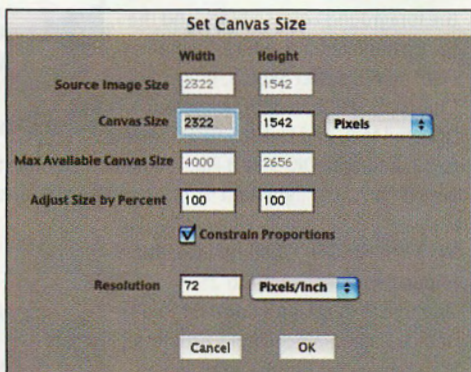 Set Canvas Size
Width Height
Source Image Size 2322 1542
Canvas Size 2322 1542 Pixels
Max Available Canvas Size 4000 2656
Adjust Size by Percent 100 100
Constrain Proportions
Resolution 72 Pixels/Inch
Cancel OK